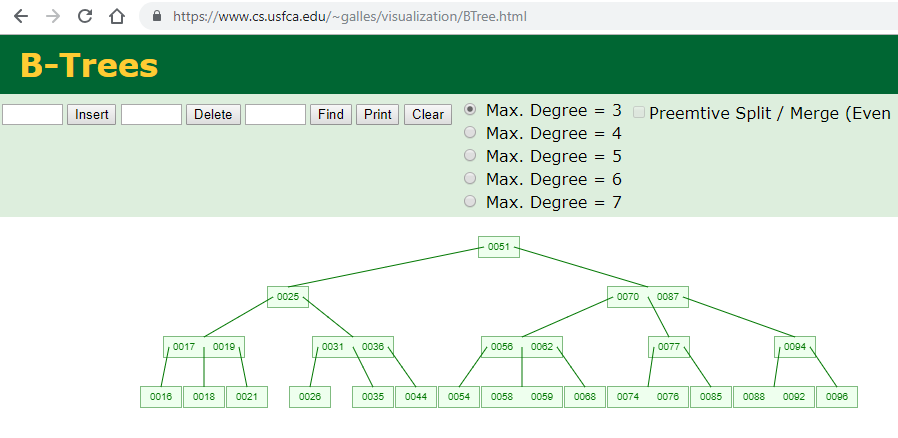 https://www.cs.usfca.edu/~galles/visualization/BTree.html
B-Trees
Insert Delete Find Print Clear Max. Degree = 3 Preemtive Split / Merge (Even
Max. Degree = 4
Max. Degree = 5
Max. Degree = 6
Max. Degree = 7
0051
0025 0070 0087
0017 0019 0031 0036 0056 0062 0077 0094
0016 0018 0021 0026 0035 0044 0054 0058 0059 0068 0074 0076 0085 0088 0092 0096